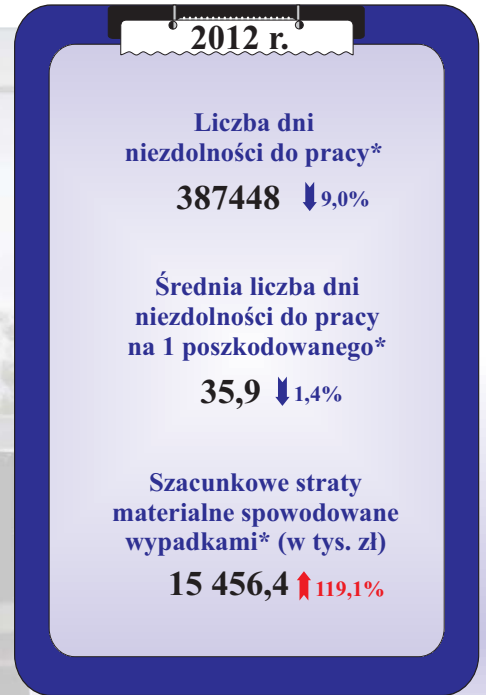 2012 r.
Liczba dni
niezdolności do pracy*
387448 9,0%
Średnia liczba dni
niezdolności do pracy
na 1 poszkodowanego*
35,9 1,4%
Szacunkowe straty
materialne spowodowane
wypadkami* (w tys. zł)
15 456,4 119,1%